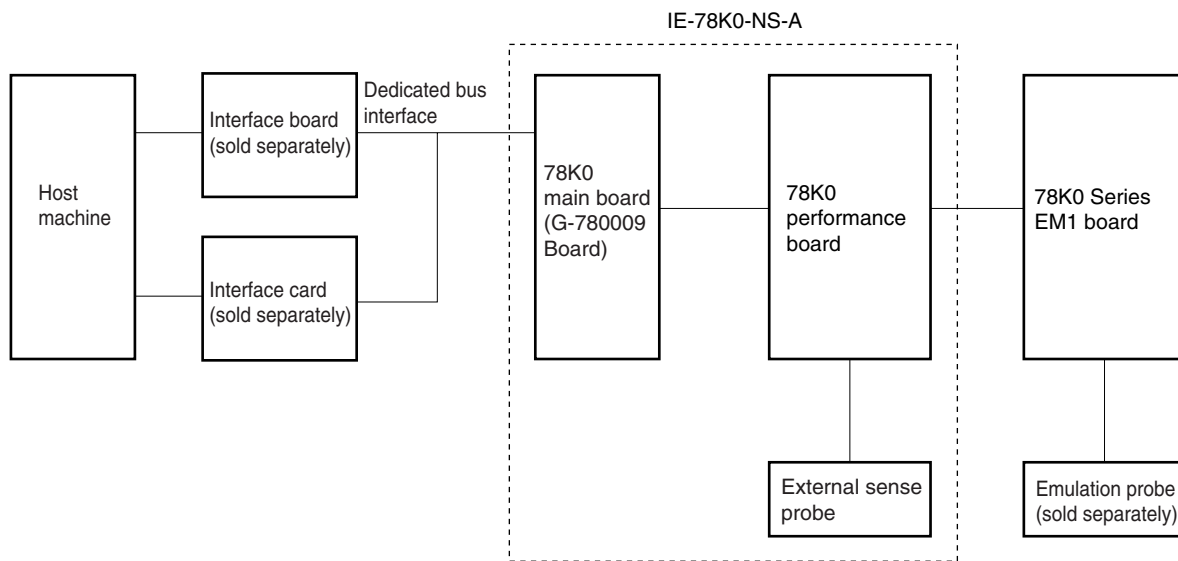 IE-78K0-NS-A
Host
machine
Interface board
(sold separately)
Interface card
(sold separately)
Dedicated bus
interface
78K0
main board
(G-780009
Board)
78K0
performance
board
External sense
probe
78K0 Series
EM1 board
Emulation probe
(sold separately)